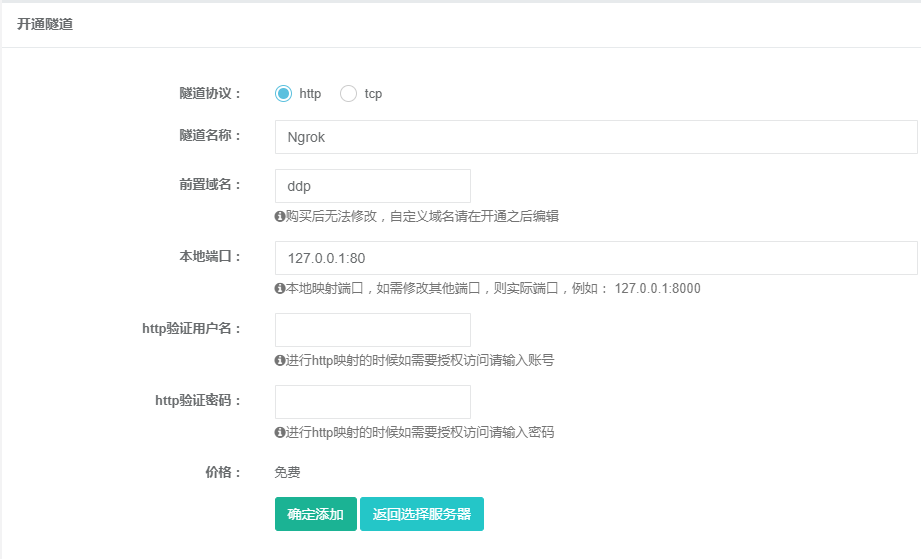 开通隧道
隧道协议： http tcp
隧道名称： Ngrok
前置域名： ddp
购买后无法修改，自定义域名请在开通之后编辑
本地端口： 127.0.0.1:80
本地映射端口，如需修改其他端口，则实际端口，例如： 127.0.0.1:8000
http验证用户名：
进行http映射的时候如需要授权访问请输入账号
http验证密码：
进行http映射的时候如需要授权访问请输入密码
价格： 免费
确定添加 返回选择服务器